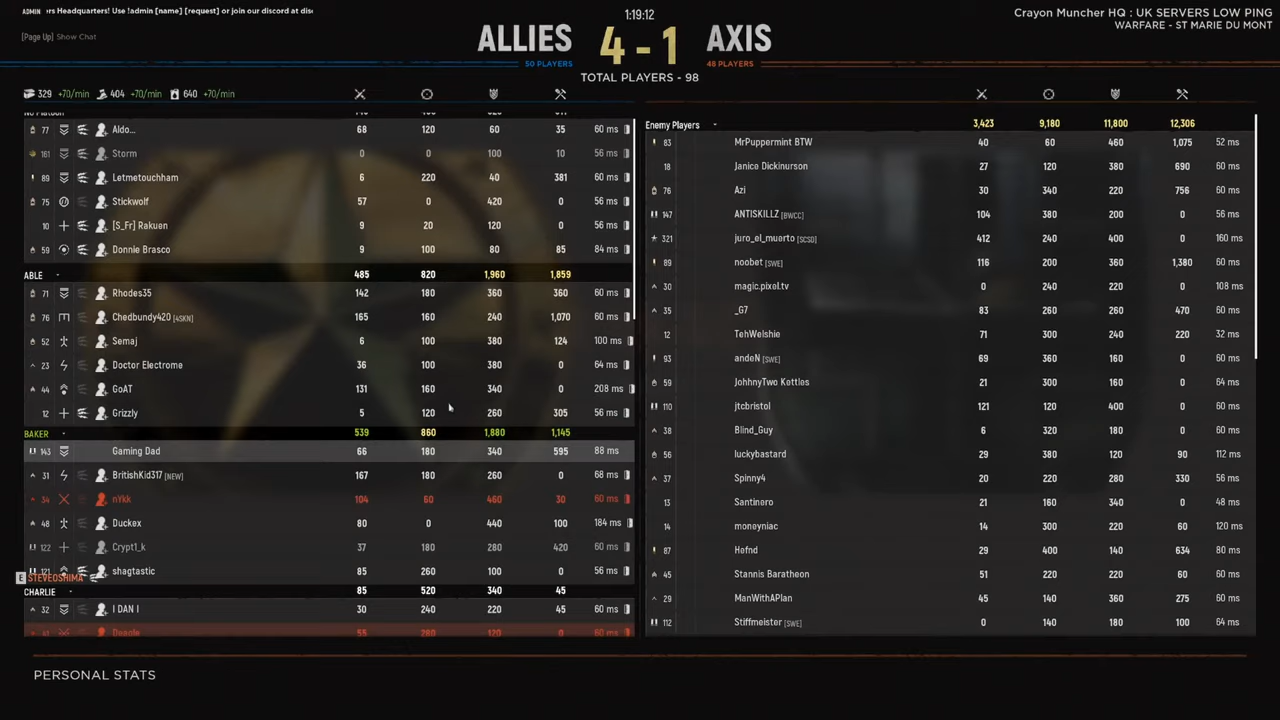 ADMIN rs Headquarters! Use !admin [name] [request] or join our discord at disc
[Page Up] Show Chat
1:19:12
ALLIES 4 - 1 AXIS
50 PLAYERS 48 PLAYERS
TOTAL PLAYERS - 98
Crayon Muncher HQ : UK SERVERS LOW PING
WARFARE - ST MARIE DU MONT
329 +70/min 404 +70/min 640 +70/min
77 Aldo... 68 120 60 35 60 ms
161 Storm 0 0 100 10 56 ms
89 Letmetouchham 6 220 40 381 60 ms
75 Stickwolf 57 0 420 0 56 ms
10 [S_Fr] Rakuen 9 20 120 0 56 ms
59 Donnie Brasco 9 100 80 85 84 ms
ABLE - 485 820 1,960 1,859
71 Rhodes35 142 180 360 360 60 ms
76 Chedbundy420 [4SKN] 165 160 240 1,070 60 ms
52 Semaj 6 100 380 124 100 ms
23 Doctor Electrome 36 100 380 0 64 ms
44 GoAT 131 160 340 0 208 ms
12 Grizzly 5 120 260 305 56 ms
BAKER - 539 860 1,880 1,145
143 Gaming Dad 66 180 340 595 88 ms
31 BritishKid317 [NEW] 167 180 260 0 68 ms
34 nYkk 104 60 460 30 60 ms
48 Duckex 80 0 440 100 184 ms
122 Crypt1_k 37 180 280 420 60 ms
121 shagtastic 85 260 100 0 56 ms
E STEVEOSHIMA
CHARLIE - 85 520 340 45
32 I DAN I 30 240 220 45 60 ms
Deagle 55 280 120 0 60 ms
Enemy Players - 3,423 9,180 11,800 12,306
83 MrPuppermint BTW 40 60 460 1,075 52 ms
18 Janice Dickinurson 27 120 380 690 60 ms
76 Azi 30 340 220 756 60 ms
147 ANTISKILLZ [BWCC] 104 380 200 0 56 ms
321 juro_el_muerto [SCSD] 412 240 400 0 160 ms
89 noobet [SWE] 116 200 360 1,380 60 ms
30 magic.pixel.tv 0 240 220 0 108 ms
35 _G7 83 260 260 470 60 ms
12 TehWelshie 71 300 240 220 32 ms
93 andeN [SWE] 69 360 160 0 60 ms
59 JohhnyTwo Kottles 21 300 160 0 64 ms
110 jtcbristol 121 120 400 0 60 ms
38 Blind_Guy 6 320 180 0 60 ms
56 luckybastard 29 380 120 90 112 ms
37 Spinny4 20 220 280 330 56 ms
13 Santinero 21 160 340 0 48 ms
14 moneyniac 14 300 220 60 120 ms
87 Hefnd 29 400 140 634 80 ms
45 Stannis Baratheon 51 220 220 60 60 ms
29 ManWithAPlan 45 140 360 275 60 ms
112 Stiffmeister [SWE] 0 140 180 100 64 ms
PERSONAL STATS